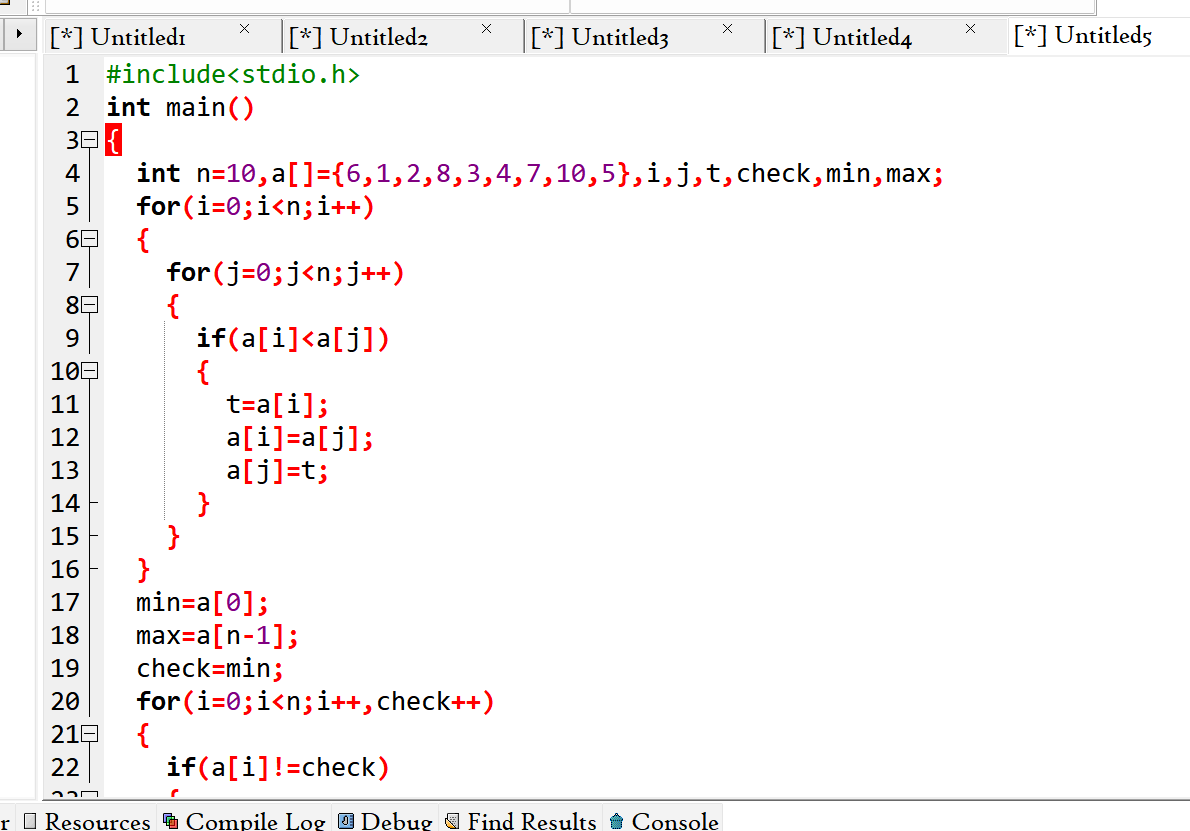 [*] Untitled1 [*] Untitled2 [*] Untitled3 [*] Untitled4 [*] Untitled5
1 #include<stdio.h>
2 int main()
3 {
4 int n=10,a[]={6,1,2,8,3,4,7,10,5},i,j,t,check,min,max;
5 for(i=0;i<n;i++)
6 {
7 for(j=0;j<n;j++)
8 {
9 if(a[i]<a[j])
10 {
11 t=a[i];
12 a[i]=a[j];
13 a[j]=t;
14 }
15 }
16 }
17 min=a[0];
18 max=a[n-1];
19 check=min;
20 for(i=0;i<n;i++,check++)
21 {
22 if(a[i]!=check)
23 {
r Resources Compile Log Debug Find Results Console